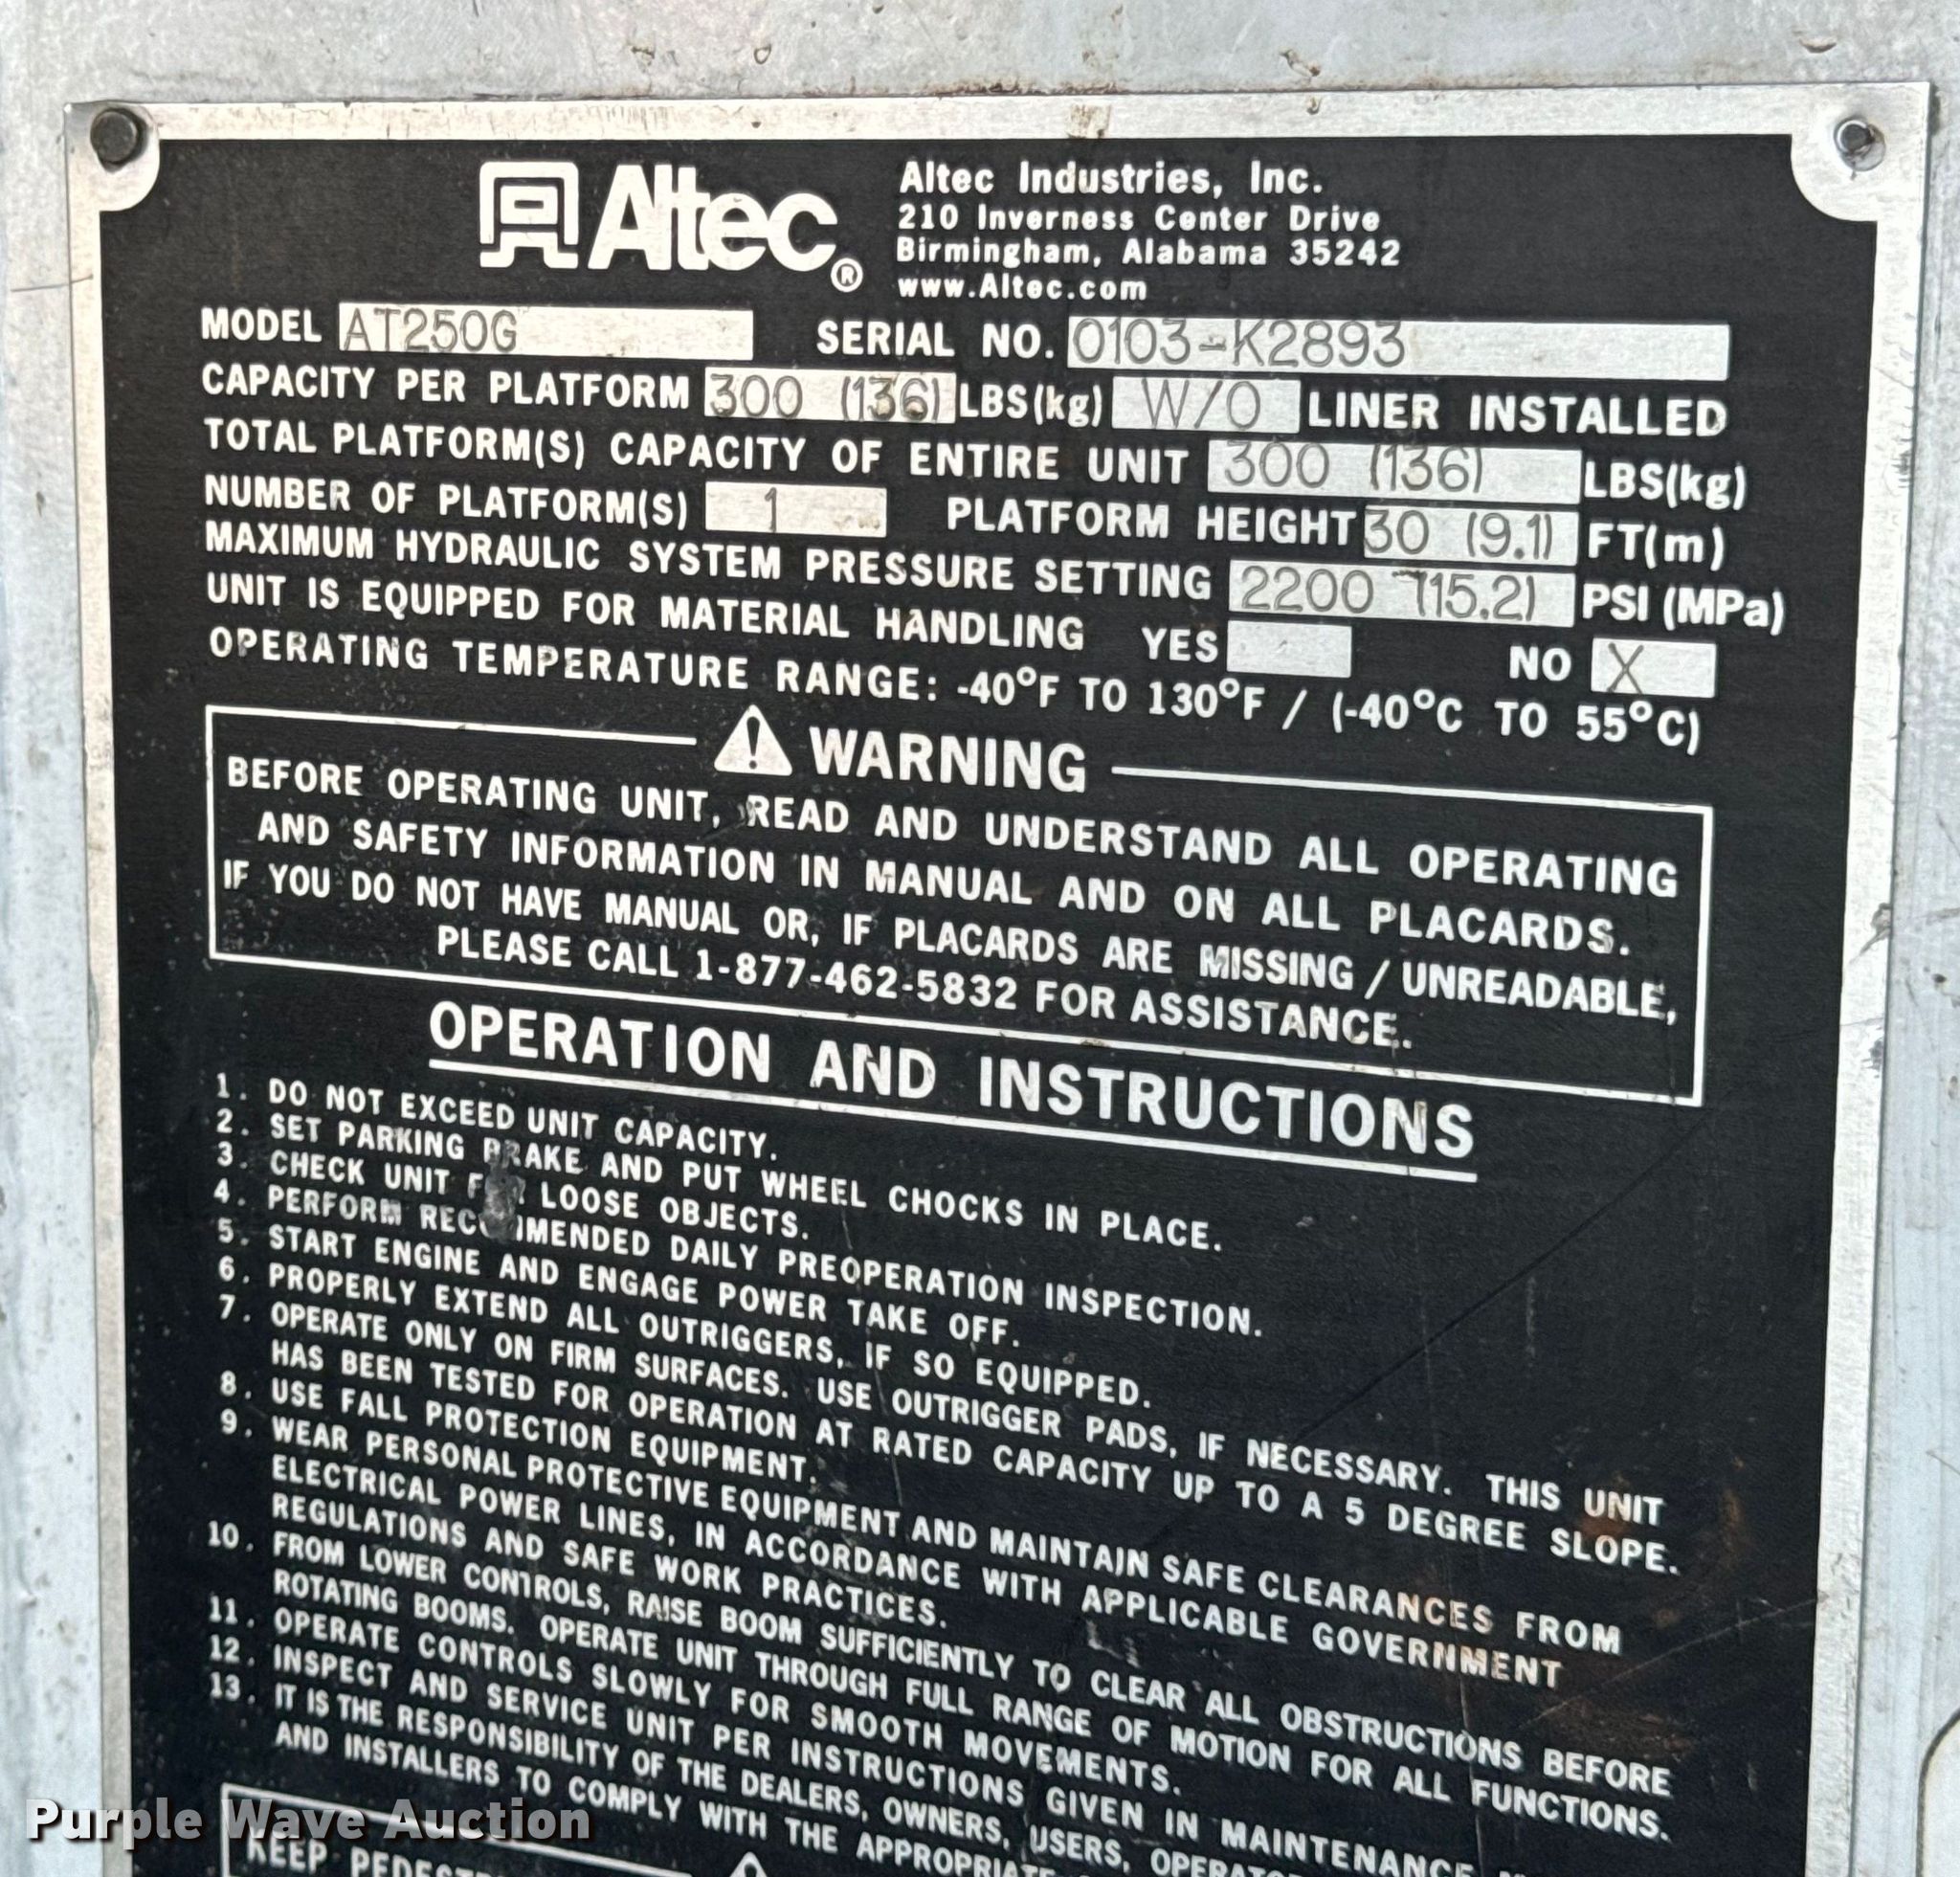 Altec®
Altec Industries, Inc.
210 Inverness Center Drive
Birmingham, Alabama 35242
www.Altec.com
MODEL AT250G SERIAL NO. 0103-K2893
CAPACITY PER PLATFORM 300 (136) LBS(kg) W/O LINER INSTALLED
TOTAL PLATFORM(S) CAPACITY OF ENTIRE UNIT 300 (136) LBS(kg)
NUMBER OF PLATFORM(S) 1 PLATFORM HEIGHT 30 (9.1) FT(m)
MAXIMUM HYDRAULIC SYSTEM PRESSURE SETTING 2200 (15.2) PSI (MPa)
UNIT IS EQUIPPED FOR MATERIAL HANDLING YES NO X
OPERATING TEMPERATURE RANGE: -40°F TO 130°F / (-40°C TO 55°C)
WARNING
BEFORE OPERATING UNIT, READ AND UNDERSTAND ALL OPERATING
AND SAFETY INFORMATION IN MANUAL AND ON ALL PLACARDS.
IF YOU DO NOT HAVE MANUAL OR, IF PLACARDS ARE MISSING / UNREADABLE,
PLEASE CALL 1-877-462-5832 FOR ASSISTANCE.
OPERATION AND INSTRUCTIONS
1. DO NOT EXCEED UNIT CAPACITY.
2. SET PARKING BRAKE AND PUT WHEEL CHOCKS IN PLACE.
3. CHECK UNIT FOR LOOSE OBJECTS.
4. PERFORM RECOMMENDED DAILY PREOPERATION INSPECTION.
5. START ENGINE AND ENGAGE POWER TAKE OFF.
6. PROPERLY EXTEND ALL OUTRIGGERS, IF SO EQUIPPED.
7. OPERATE ONLY ON FIRM SURFACES. USE OUTRIGGER PADS, IF NECESSARY. THIS UNIT
HAS BEEN TESTED FOR OPERATION AT RATED CAPACITY UP TO A 5 DEGREE SLOPE.
8. USE FALL PROTECTION EQUIPMENT.
9. WEAR PERSONAL PROTECTIVE EQUIPMENT AND MAINTAIN SAFE CLEARANCES FROM
ELECTRICAL POWER LINES, IN ACCORDANCE WITH APPLICABLE GOVERNMENT
REGULATIONS AND SAFE WORK PRACTICES.
10. FROM LOWER CONTROLS, RAISE BOOM SUFFICIENTLY TO CLEAR ALL OBSTRUCTIONS BEFORE
ROTATING BOOMS. OPERATE UNIT THROUGH FULL RANGE OF MOTION FOR ALL FUNCTIONS.
11. OPERATE CONTROLS SLOWLY FOR SMOOTH MOVEMENTS.
12. INSPECT AND SERVICE UNIT PER INSTRUCTIONS GIVEN IN MAINTENANCE
13. IT IS THE RESPONSIBILITY OF THE DEALERS, OWNERS, USERS,
AND INSTALLERS TO COMPLY WITH THE
KEEP
Purple Wave Auction